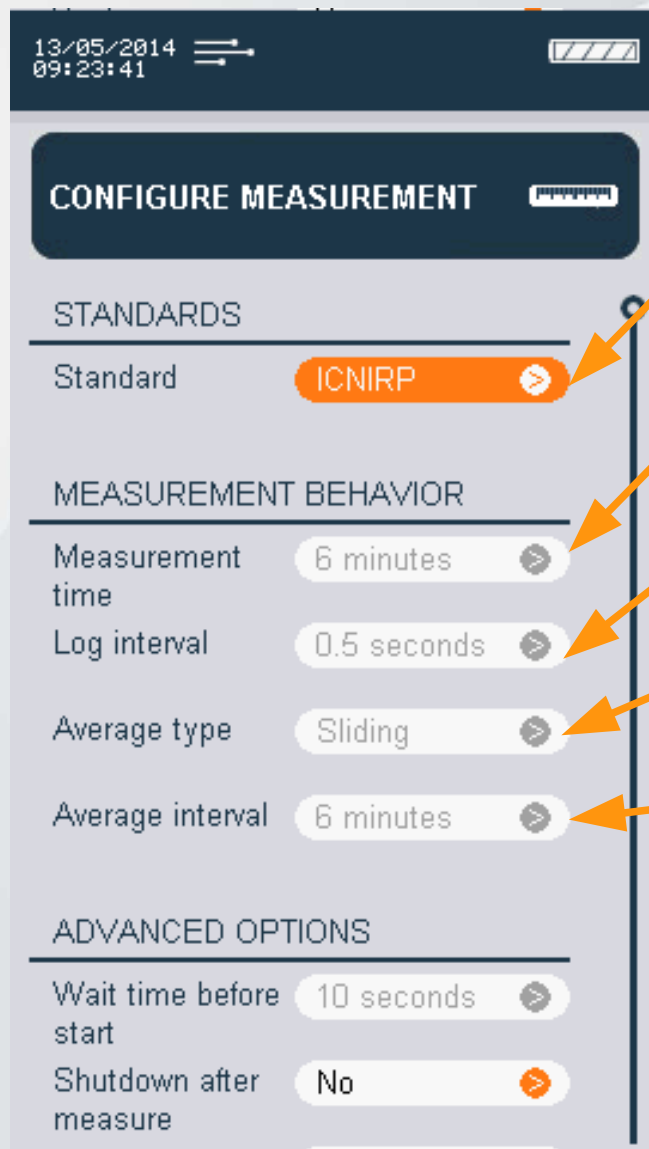 13/05/2014
09:23:41
CONFIGURE MEASUREMENT
STANDARDS
Standard ICNIRP
MEASUREMENT BEHAVIOR
Measurement time 6 minutes
Log interval 0.5 seconds
Average type Sliding
Average interval 6 minutes
ADVANCED OPTIONS
Wait time before start 10 seconds
Shutdown after measure No